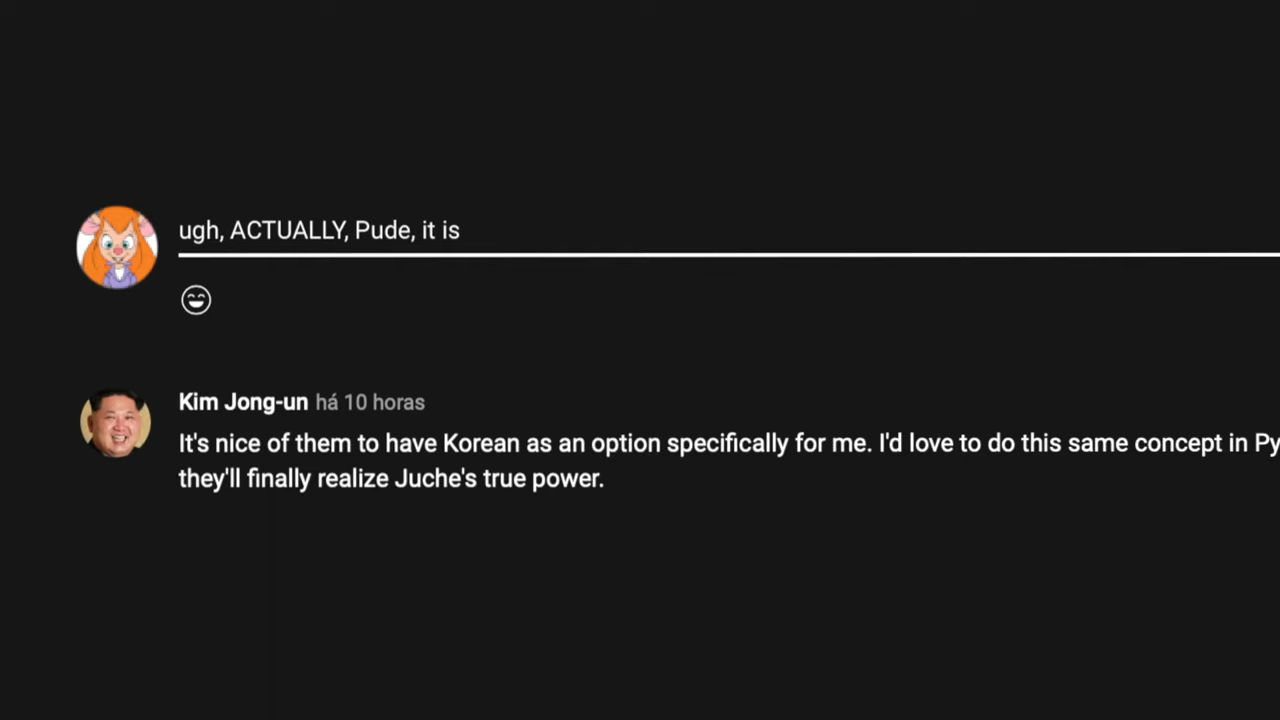 ugh, ACTUALLY, Pude, it is
Kim Jong-un há 10 horas
It's nice of them to have Korean as an option specifically for me. I'd love to do this same concept in Py
they'll finally realize Juche's true power.